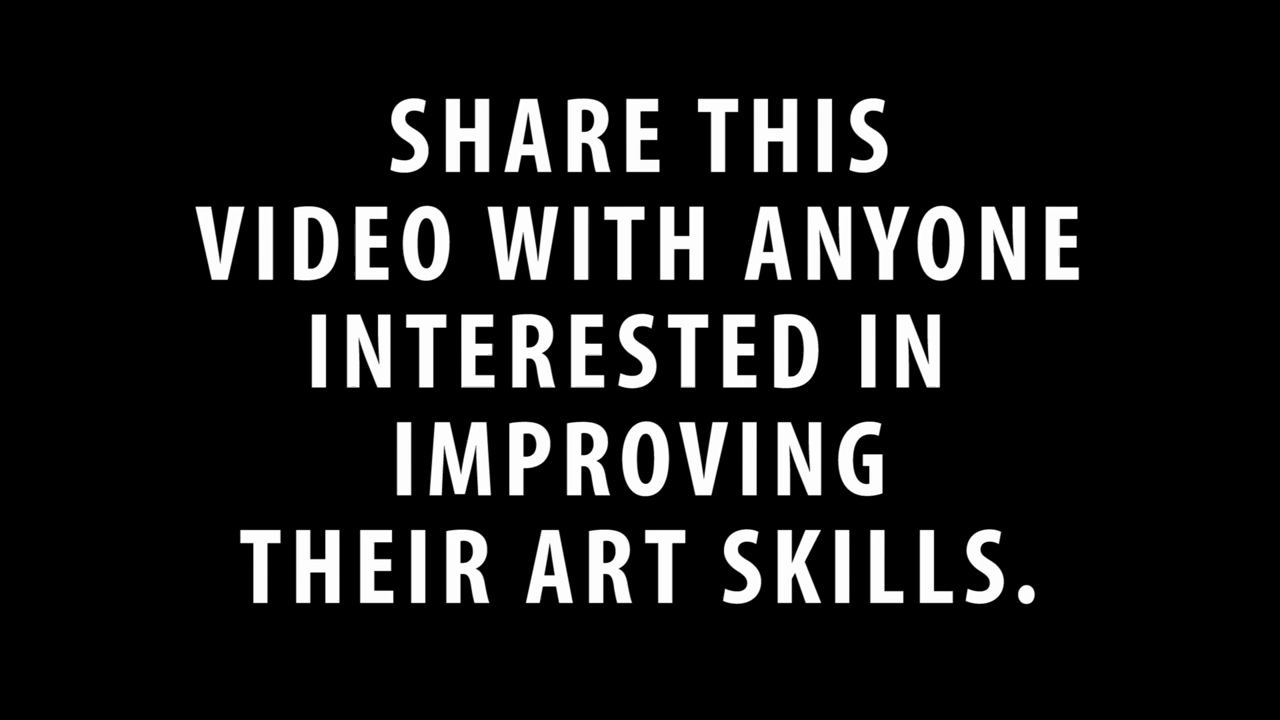 SHARE THIS
VIDEO WITH ANYONE
INTERESTED IN
IMPROVING
THEIR ART SKILLS.